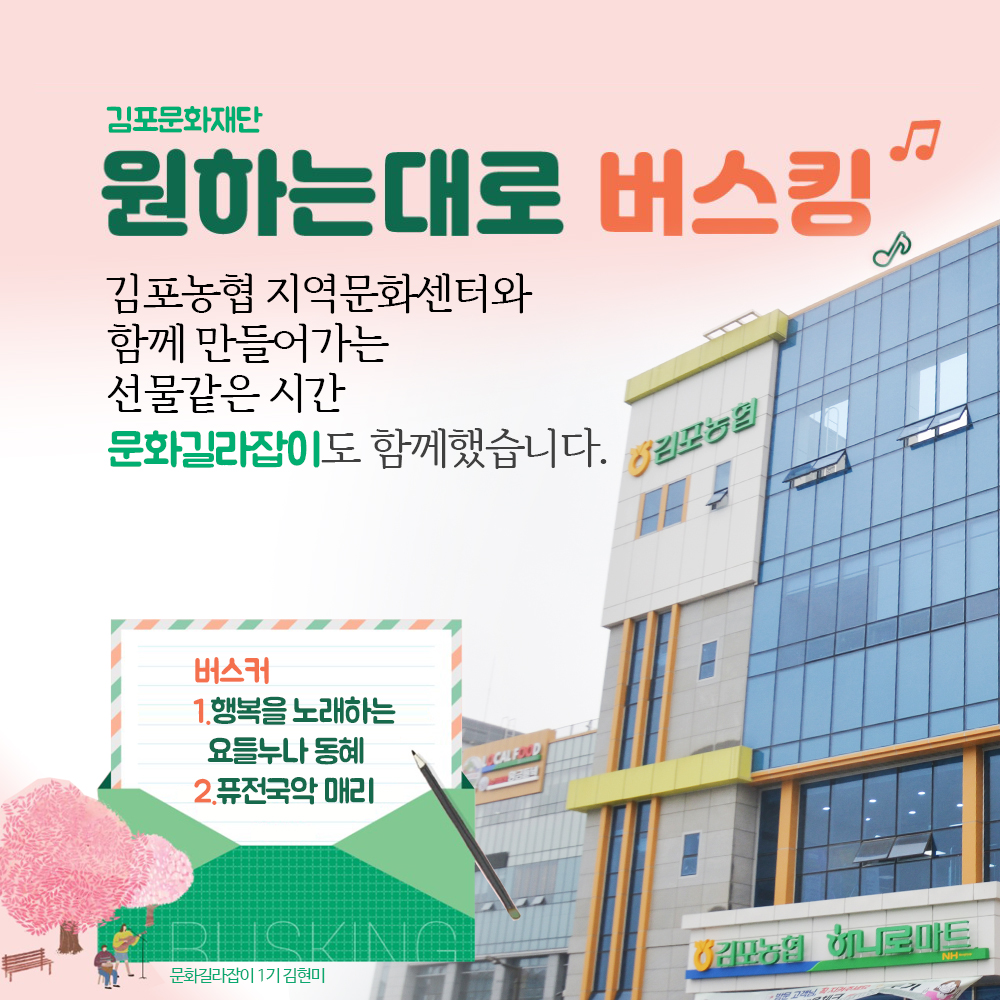 김포문화재단
원하는대로 버스킹
김포농협 지역문화센터와
함께 만들어가는
선물같은 시간
문화길라잡이도 함께했습니다.
김포농협
버스커
1.행복을 노래하는
요들누나 동혜
2.퓨전국악 매리
BUSKING
문화길라잡이 1기 김현미
김포농협 하나로마트
NH